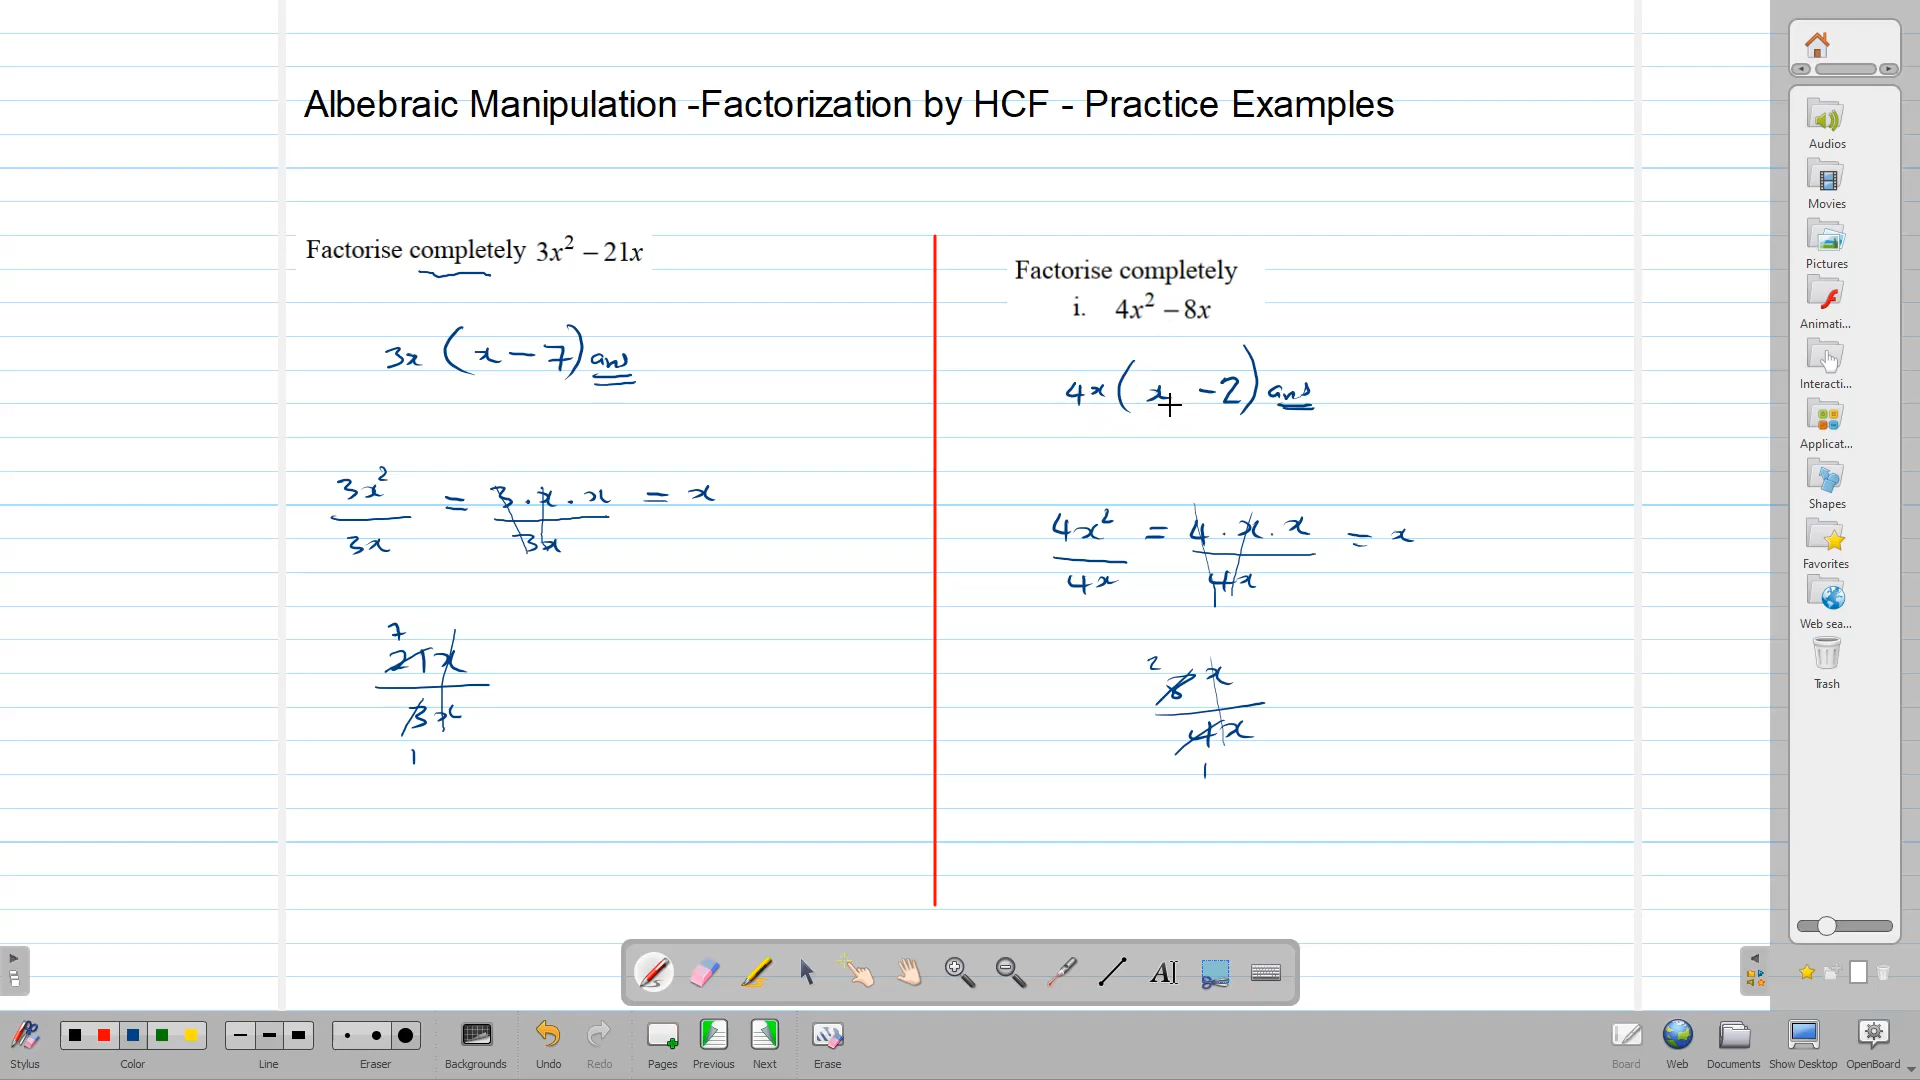 Albebraic Manipulation -Factorization by HCF - Practice Examples
Factorise completely 3x² – 21x
3x (x – 7) ans
3x² / 3x = 3 . x . x / 3x = x
7
21x / 3x
1
Factorise completely
i. 4x² – 8x
4x (x - 2) ans
4x² / 4x = 4 . x . x / 4x = x
2
8x / 4x
1
Audios
Movies
Pictures
Animati...
Interacti...
Applicat...
Shapes
Favorites
Web sea...
Trash
AI
Stylus
Color
Line
Eraser
Backgrounds
Undo
Redo
Pages
Previous
Next
Erase
Board
Web
Documents
Show Desktop
OpenBoard